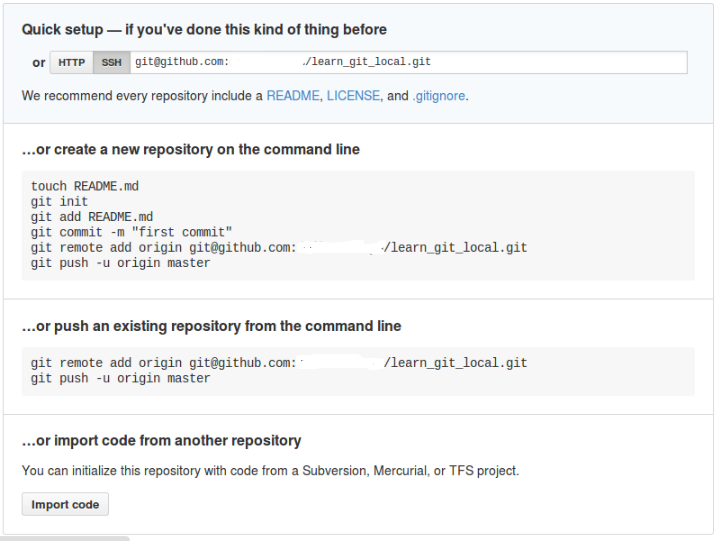 Quick setup — if you've done this kind of thing before
or HTTP SSH git@github.com: ./learn_git_local.git
We recommend every repository include a README, LICENSE, and .gitignore.
…or create a new repository on the command line
touch README.md
git init
git add README.md
git commit -m "first commit"
git remote add origin git@github.com: /learn_git_local.git
git push -u origin master
…or push an existing repository from the command line
git remote add origin git@github.com: /learn_git_local.git
git push -u origin master
…or import code from another repository
You can initialize this repository with code from a Subversion, Mercurial, or TFS project.
Import code